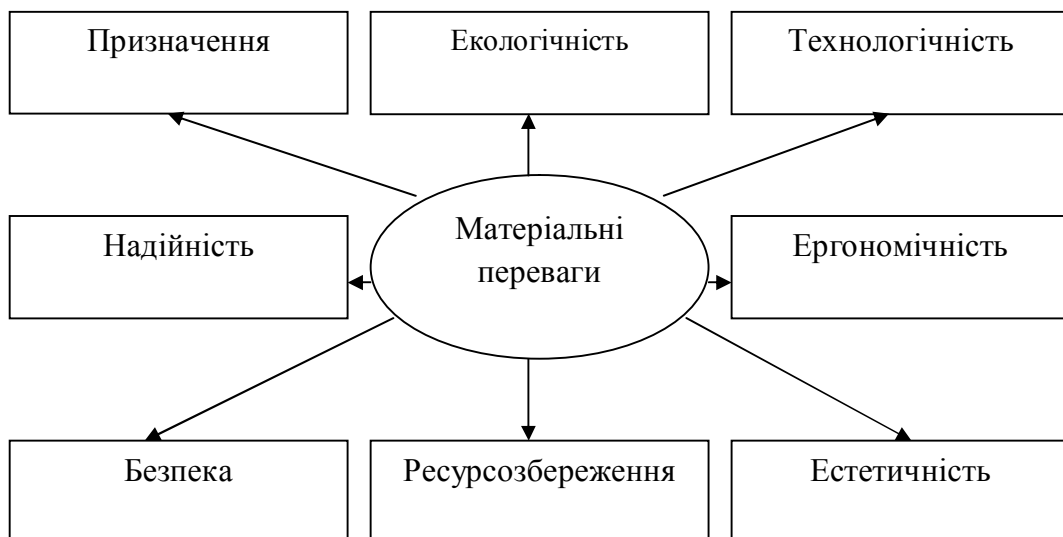 Призначення
Екологічність
Технологічність
Надійність
Матеріальні
переваги
Ергономічність
Безпека
Ресурсозбереження
Естетичність